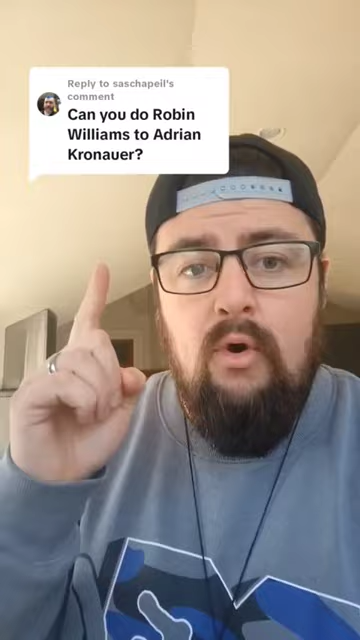 Reply to saschapeil's
comment
Can you do Robin
Williams to Adrian
Kronauer?